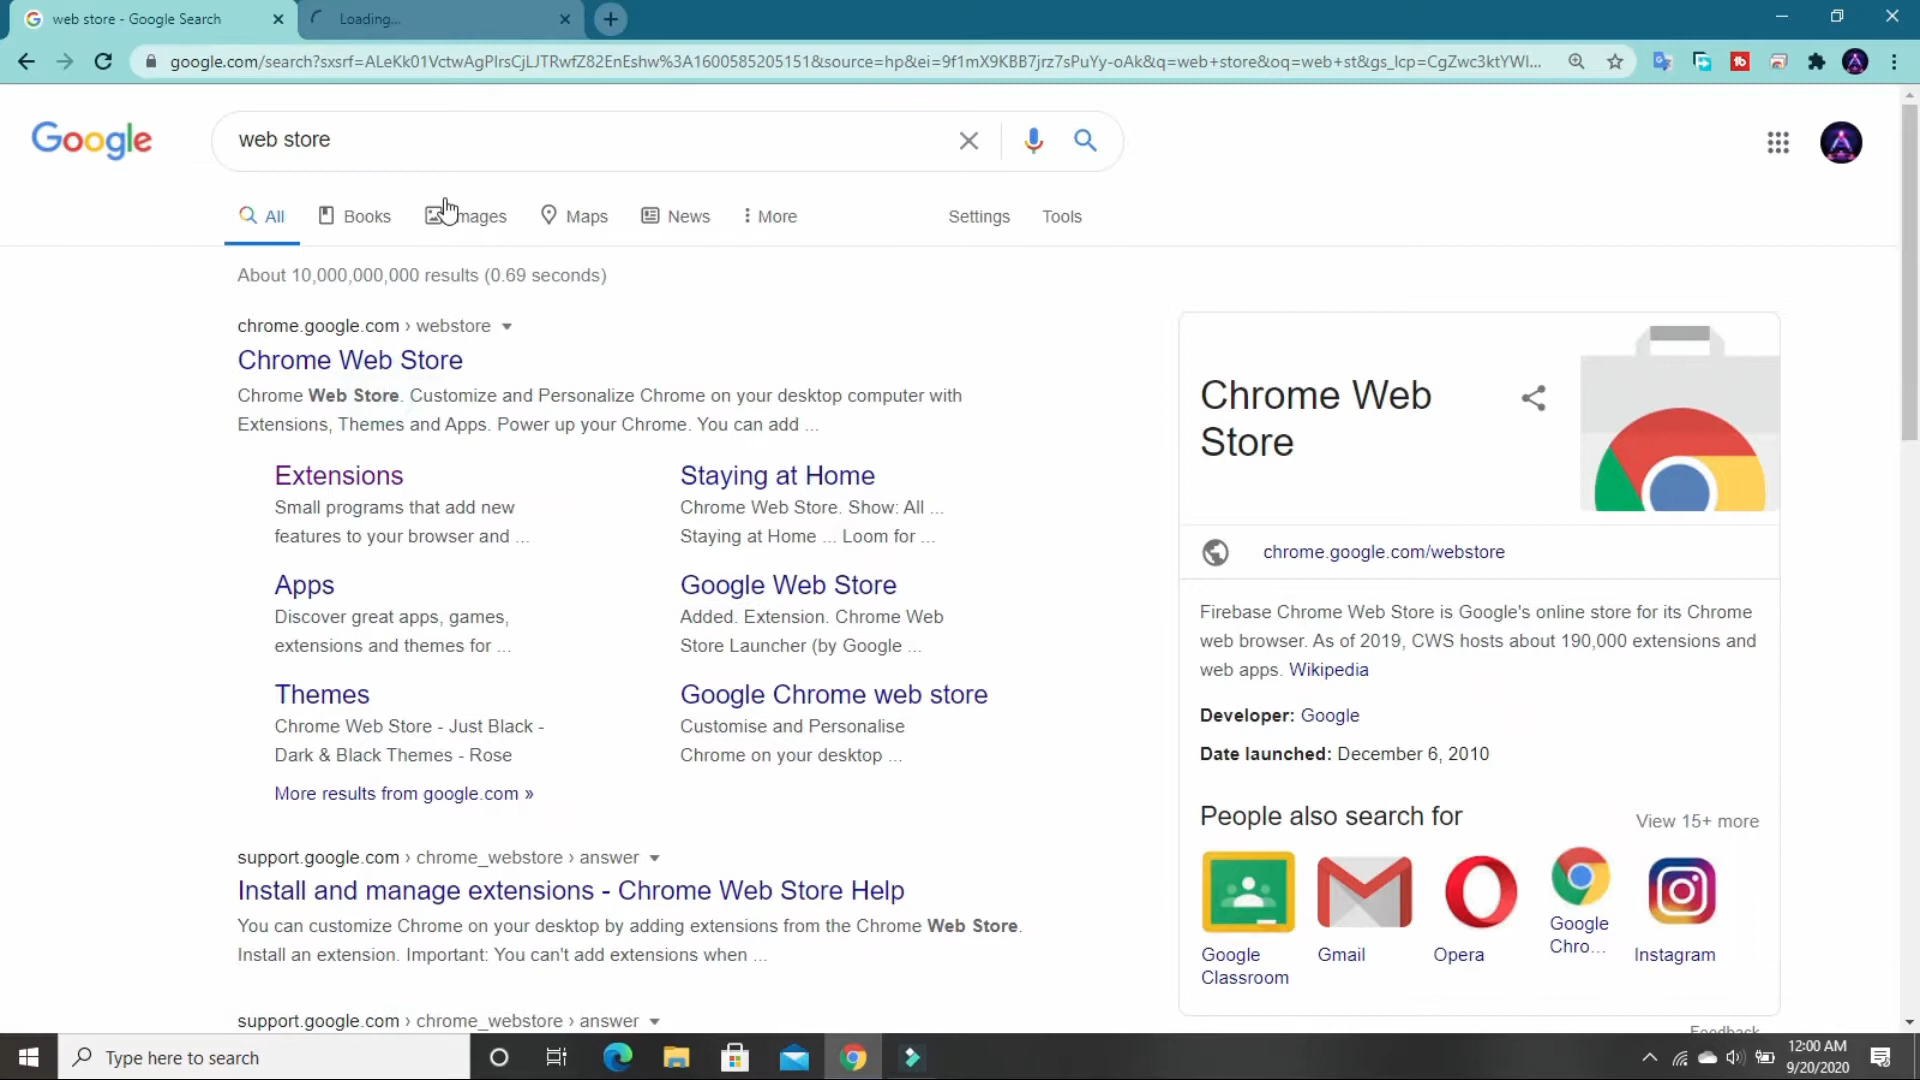 web store - Google Search
Loading...
google.com/search?sxsrf=ALeKk01VctwAgPIrsCjLJTRwfZ82EnEshw%3A1600585205151&source=hp&ei=9f1mX9KBB7jrz7sPuYy-oAk&q=web+store&oq=web+st&gs_lcp=CgZwc3ktYWI...
Google
web store
All
Books
Images
Maps
News
More
Settings
Tools
About 10,000,000,000 results (0.69 seconds)
chrome.google.com › webstore
Chrome Web Store
Chrome Web Store. Customize and Personalize Chrome on your desktop computer with
Extensions, Themes and Apps. Power up your Chrome. You can add ...
Extensions
Small programs that add new
features to your browser and ...
Staying at Home
Chrome Web Store. Show: All ...
Staying at Home ... Loom for ...
Apps
Discover great apps, games,
extensions and themes for ...
Google Web Store
Added. Extension. Chrome Web
Store Launcher (by Google ...
Themes
Chrome Web Store - Just Black -
Dark & Black Themes - Rose
Google Chrome web store
Customise and Personalise
Chrome on your desktop ...
More results from google.com »
support.google.com › chrome_webstore › answer
Install and manage extensions - Chrome Web Store Help
You can customize Chrome on your desktop by adding extensions from the Chrome Web Store.
Install an extension. Important: You can't add extensions when ...
support.google.com › chrome_webstore › answer
Chrome Web
Store
chrome.google.com/webstore
Firebase Chrome Web Store is Google's online store for its Chrome
web browser. As of 2019, CWS hosts about 190,000 extensions and
web apps. Wikipedia
Developer: Google
Date launched: December 6, 2010
People also search for
View 15+ more
Google
Classroom
Gmail
Opera
Google
Chro...
Instagram
Feedback
Type here to search
12:00 AM
9/20/2020